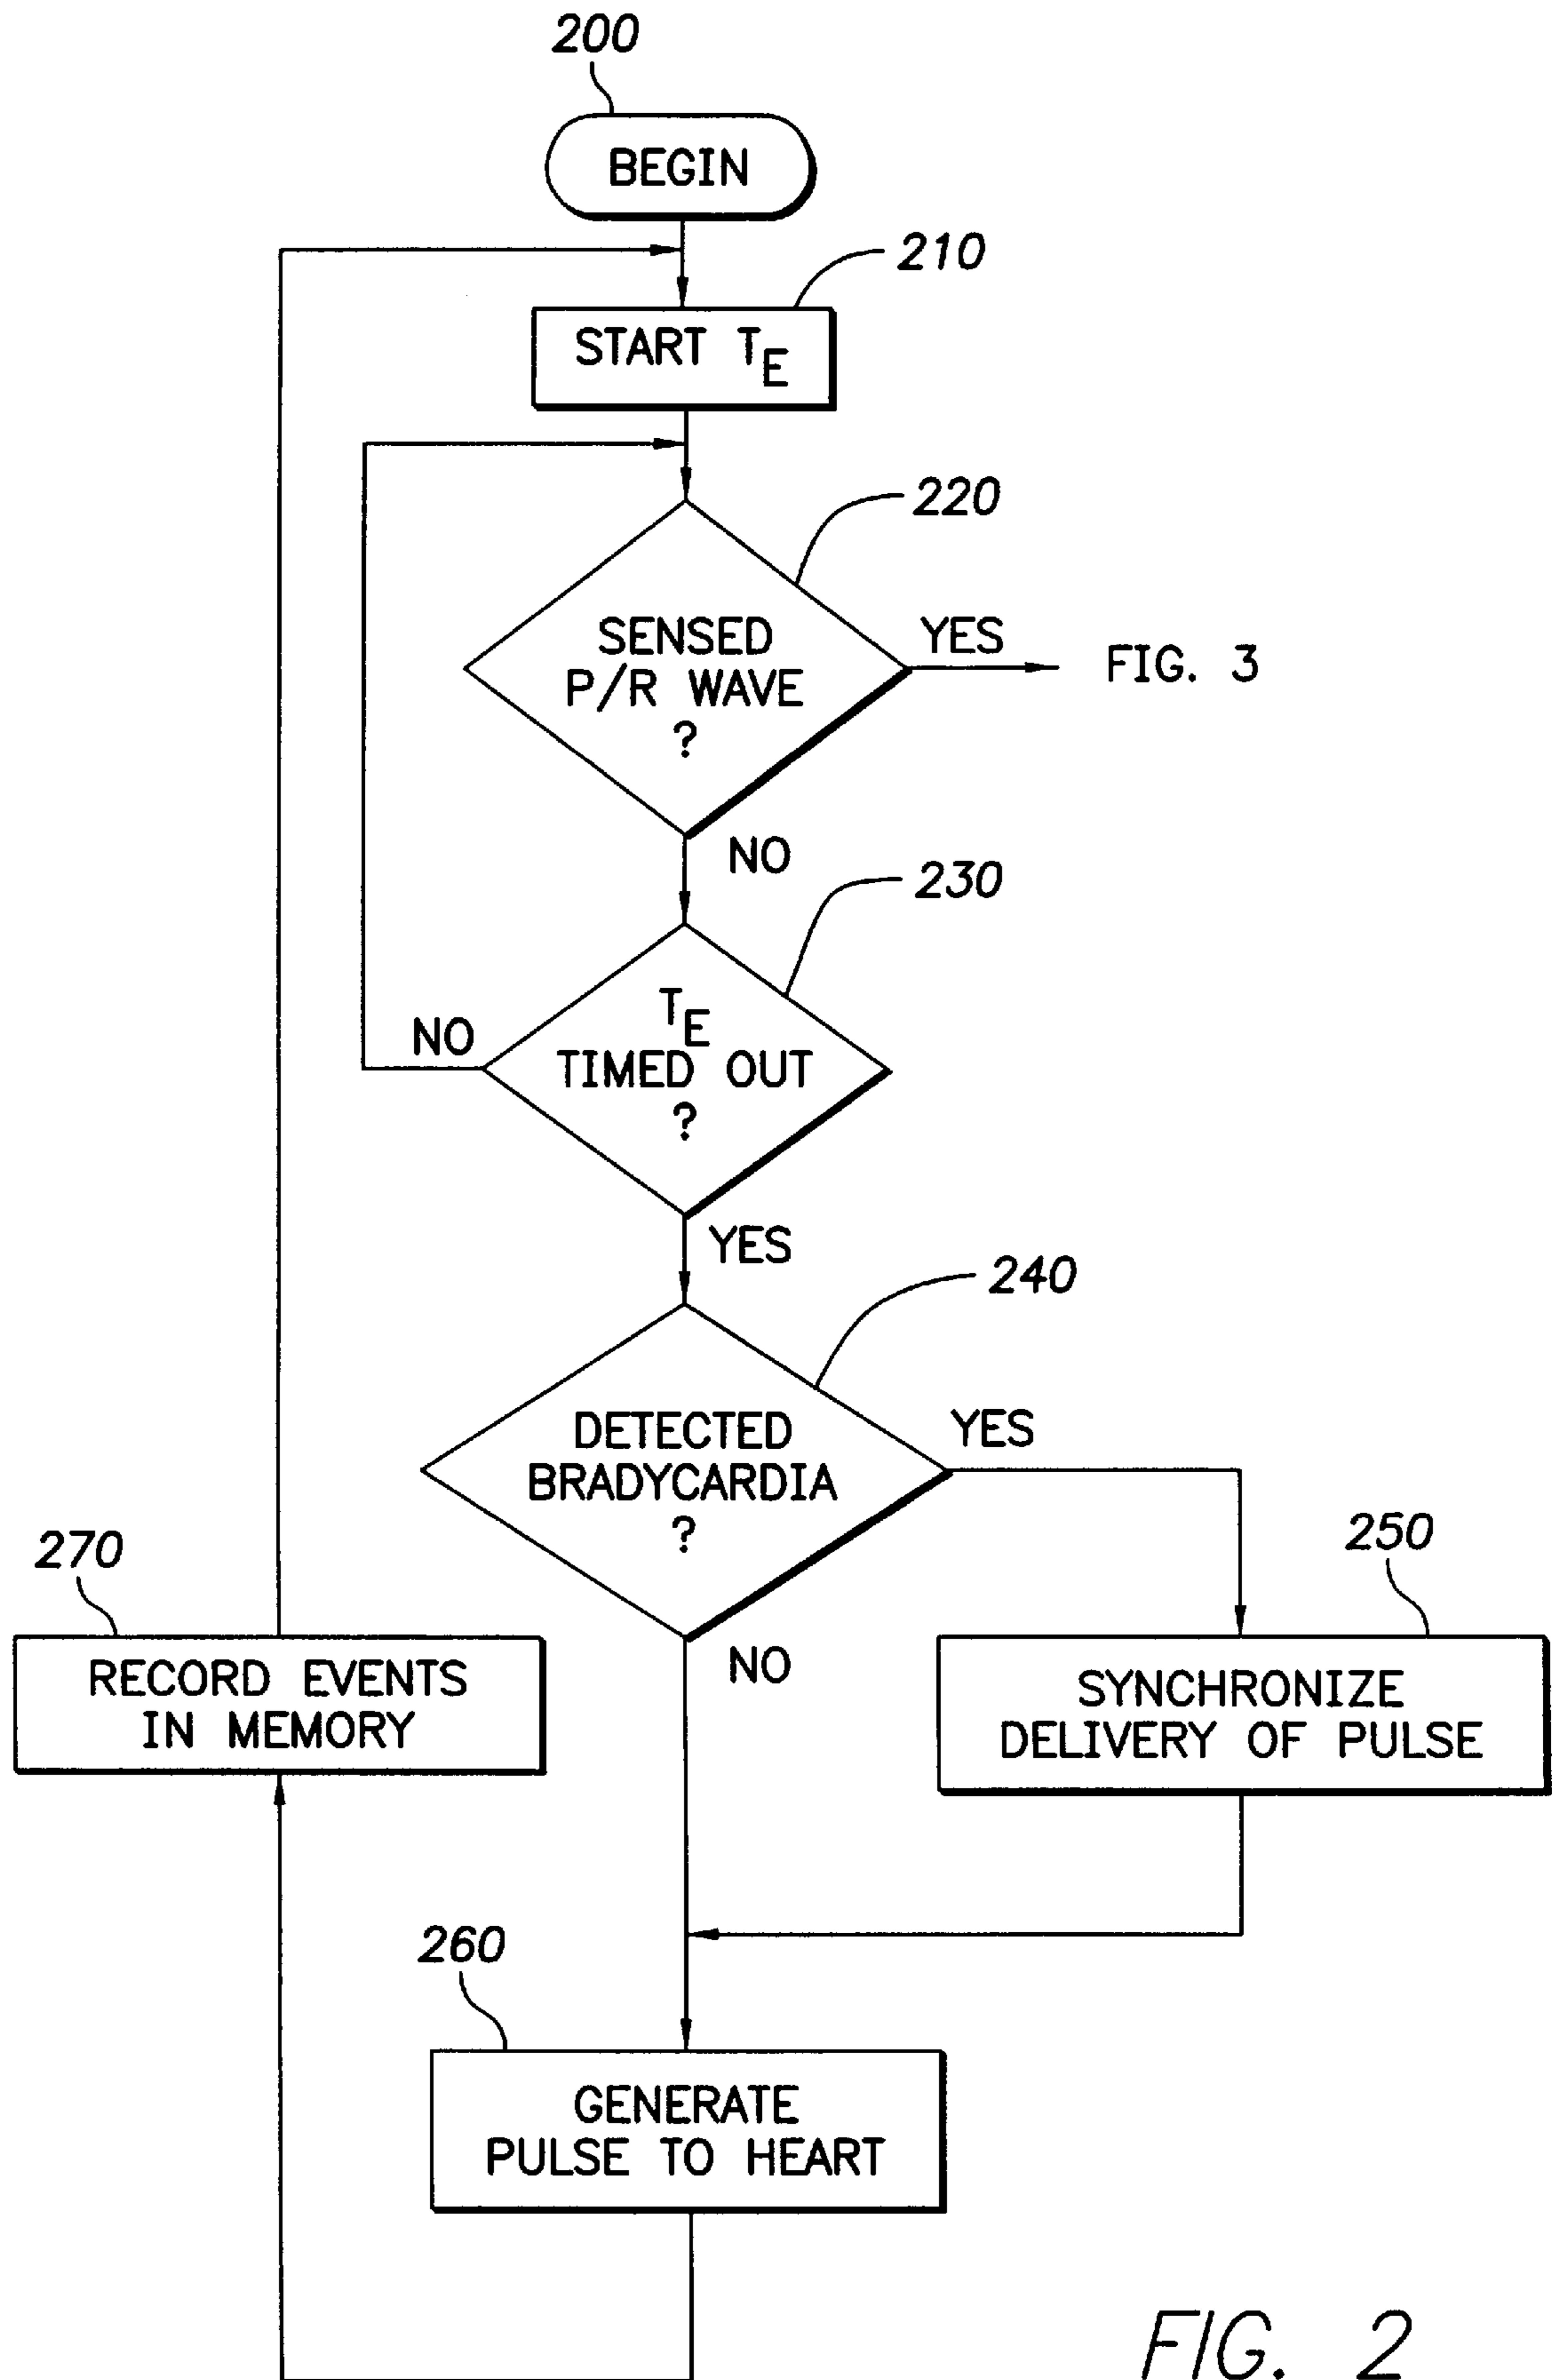 200
BEGIN
210
START TE
220
SENSED
P/R WAVE
?
YES
FIG. 3
NO
230
TE
TIMED OUT
?
NO
YES
240
DETECTED
BRADYCARDIA
?
YES
NO
250
SYNCHRONIZE
DELIVERY OF PULSE
270
RECORD EVENTS
IN MEMORY
260
GENERATE
PULSE TO HEART
FIG. 2